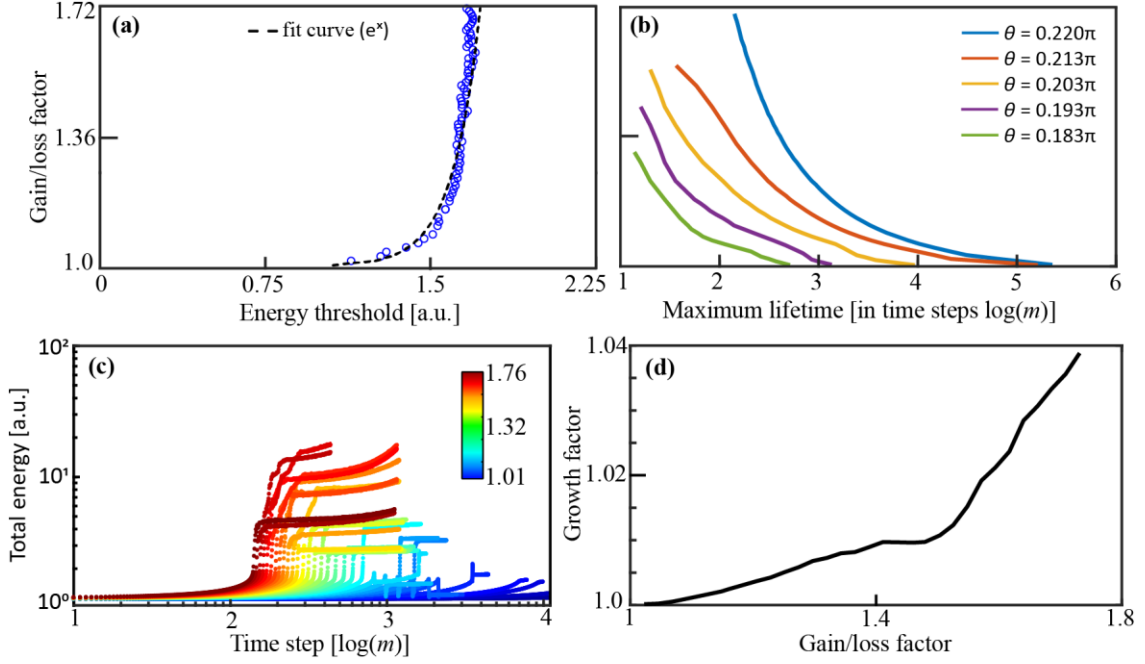 (a)
fit curve (eˣ)
Gain/loss factor
1.72
1.36
1.0
0
0.75
1.5
2.25
Energy threshold [a.u.]
(b)
θ = 0.220π
θ = 0.213π
θ = 0.203π
θ = 0.193π
θ = 0.183π
1
2
3
4
5
6
Maximum lifetime [in time steps log(m)]
(c)
Total energy [a.u.]
10²
10¹
10⁰
1.76
1.32
1.01
1
2
3
4
Time step [log(m)]
(d)
Growth factor
1.04
1.02
1.0
1.4
1.8
Gain/loss factor